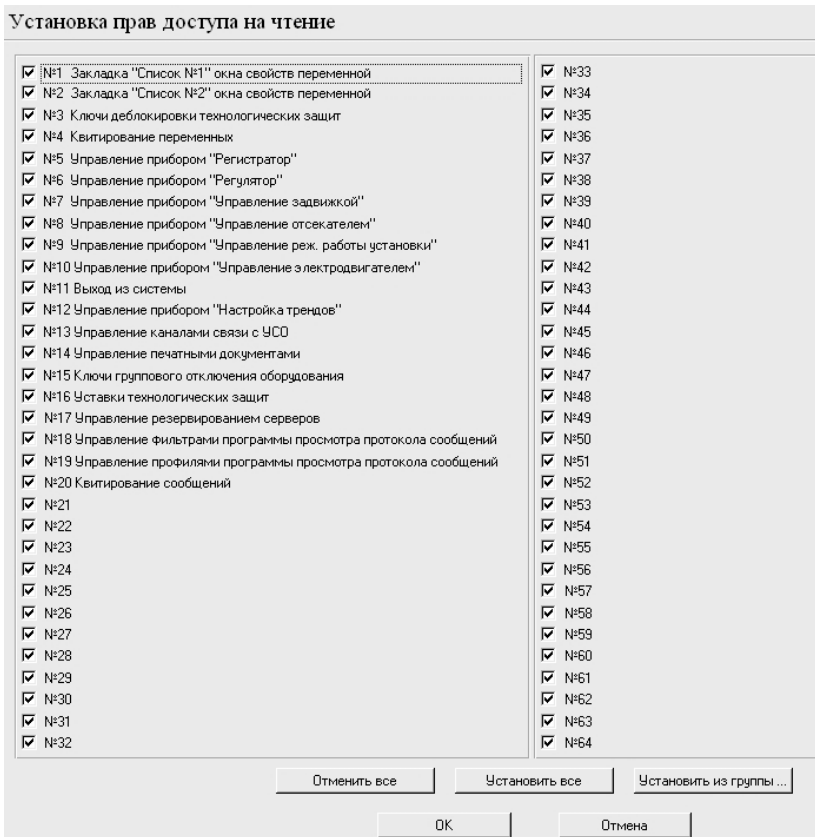 Установка прав доступа на чтение
№1 Закладка "Список №1" окна свойств переменной
№2 Закладка "Список №2" окна свойств переменной
№3 Ключи деблокировки технологических защит
№4 Квитирование переменных
№5 Управление прибором "Регистратор"
№6 Управление прибором "Регулятор"
№7 Управление прибором "Управление задвижкой"
№8 Управление прибором "Управление отсекателем"
№9 Управление прибором "Управление реж. работы установки"
№10 Управление прибором "Управление электродвигателем"
№11 Выход из системы
№12 Управление прибором "Настройка трендов"
№13 Управление каналами связи с УСО
№14 Управление печатными документами
№15 Ключи группового отключения оборудования
№16 Уставки технологических защит
№17 Управление резервированием серверов
№18 Управление фильтрами программы просмотра протокола сообщений
№19 Управление профилями программы просмотра протокола сообщений
№20 Квитирование сообщений
№21
№22
№23
№24
№25
№26
№27
№28
№29
№30
№31
№32
№33
№34
№35
№36
№37
№38
№39
№40
№41
№42
№43
№44
№45
№46
№47
№48
№49
№50
№51
№52
№53
№54
№55
№56
№57
№58
№59
№60
№61
№62
№63
№64
Отменить все Установить все Установить из группы ...
OK Отмена